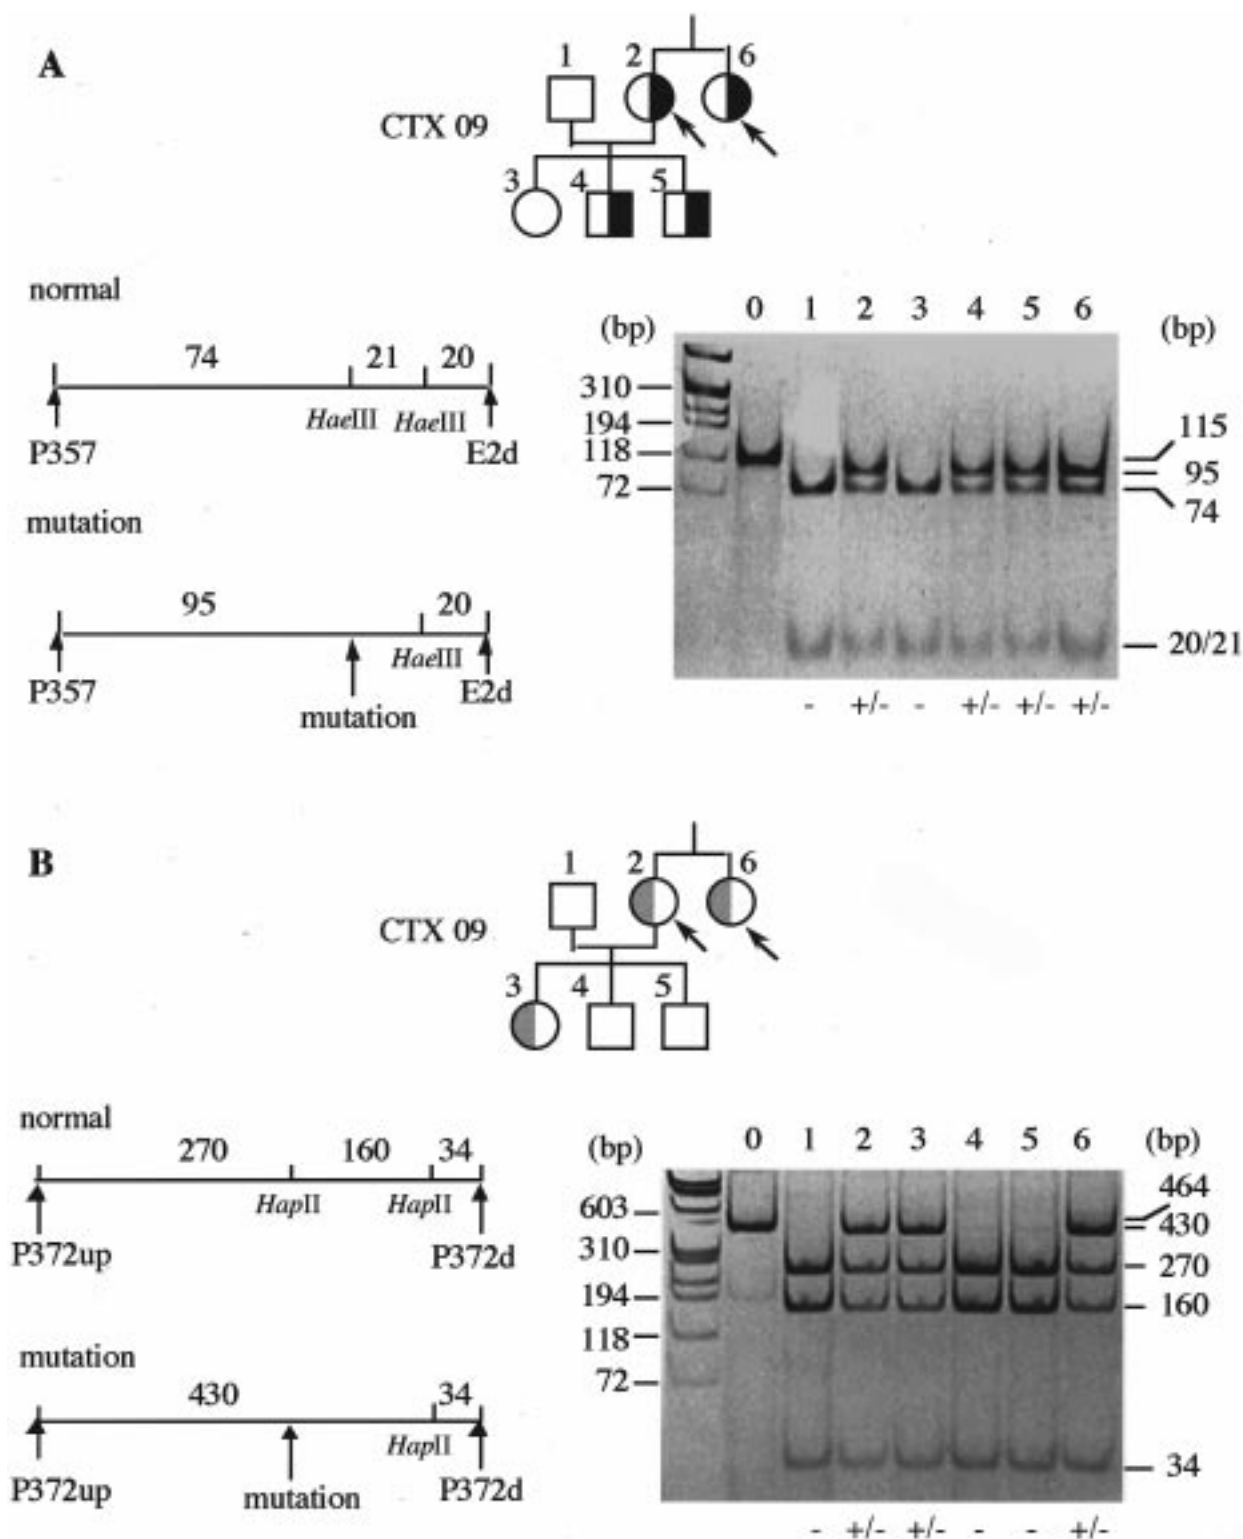 A
1 2 6
CTX 09
3 4 5
normal
74 21 20
HaeIII HaeIII
P357 E2d
mutation
95 20
HaeIII
P357 E2d
mutation
0 1 2 3 4 5 6
(bp) (bp)
310
194
118
72
115
95
74
20/21
- +/- - +/- +/- +/-
B
1 2 6
CTX 09
3 4 5
normal
270 160 34
HapII HapII
P372up P372d
mutation
430 34
HapII
P372up P372d
mutation
0 1 2 3 4 5 6
(bp) (bp)
603
310
194
118
72
464
430
270
160
34
- +/- +/- - - +/-